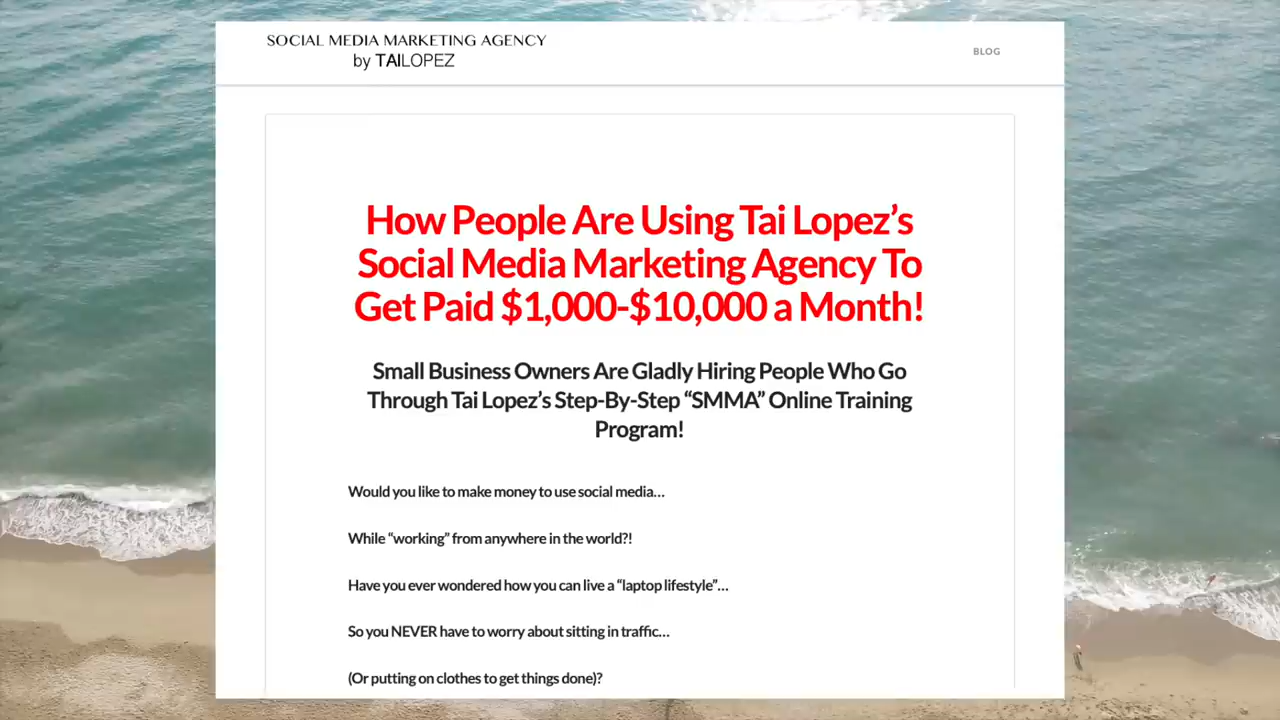 SOCIAL MEDIA MARKETING AGENCY
by TAILOPEZ
BLOG
How People Are Using Tai Lopez’s
Social Media Marketing Agency To
Get Paid $1,000-$10,000 a Month!
Small Business Owners Are Gladly Hiring People Who Go
Through Tai Lopez’s Step-By-Step “SMMA” Online Training
Program!
Would you like to make money to use social media…
While “working” from anywhere in the world?!
Have you ever wondered how you can live a “laptop lifestyle”…
So you NEVER have to worry about sitting in traffic…
(Or putting on clothes to get things done)?